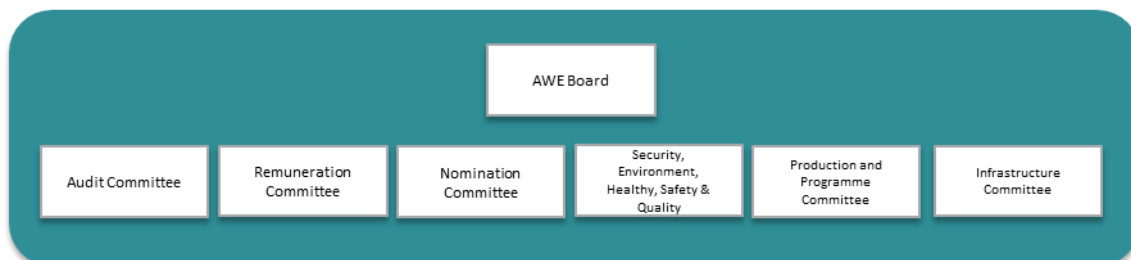 AWE Board
Audit Committee
Remuneration
Committee
Nomination
Committee
Security,
Environment,
Healthy, Safety &
Quality
Production and
Programme
Committee
Infrastructure
Committee